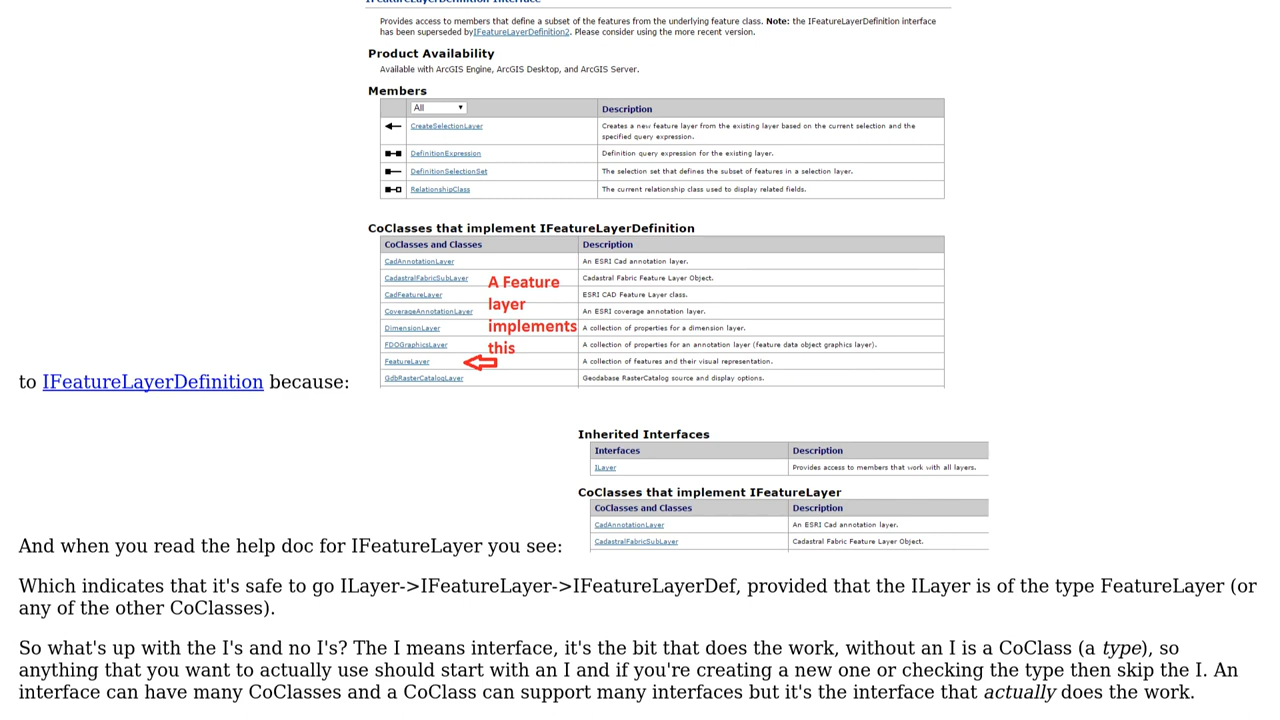 IFeatureLayerDefinition Interface
Provides access to members that define a subset of the features from the underlying feature class. Note: the IFeatureLayerDefinition interface
has been superseded byIFeatureLayerDefinition2. Please consider using the more recent version.
Product Availability
Available with ArcGIS Engine, ArcGIS Desktop, and ArcGIS Server.
Members
All Description
CreateSelectionLayer Creates a new feature layer from the existing layer based on the current selection and the
specified query expression.
DefinitionExpression Definition query expression for the existing layer.
DefinitionSelectionSet The selection set that defines the subset of features in a selection layer.
RelationshipClass The current relationship class used to display related fields.
CoClasses that implement IFeatureLayerDefinition
CoClasses and Classes Description
CadAnnotationLayer An ESRI Cad annotation layer.
CadastralFabricSubLayer Cadastral Fabric Feature Layer Object.
CadFeatureLayer ESRI CAD Feature Layer class.
CoverageAnnotationLayer An ESRI coverage annotation layer.
DimensionLayer A collection of properties for a dimension layer.
FDOGraphicsLayer A collection of properties for an annotation layer (feature data object graphics layer).
FeatureLayer A collection of features and their visual representation.
GdbRasterCatalogLayer Geodatabase RasterCatalog source and display options.
A Feature
layer
implements
this
to IFeatureLayerDefinition because:
Inherited Interfaces
Interfaces Description
ILayer Provides access to members that work with all layers.
CoClasses that implement IFeatureLayer
CoClasses and Classes Description
CadAnnotationLayer An ESRI Cad annotation layer.
CadastralFabricSubLayer Cadastral Fabric Feature Layer Object.
And when you read the help doc for IFeatureLayer you see:
Which indicates that it's safe to go ILayer->IFeatureLayer->IFeatureLayerDef, provided that the ILayer is of the type FeatureLayer (or
any of the other CoClasses).
So what's up with the I's and no I's? The I means interface, it's the bit that does the work, without an I is a CoClass (a type), so
anything that you want to actually use should start with an I and if you're creating a new one or checking the type then skip the I. An
interface can have many CoClasses and a CoClass can support many interfaces but it's the interface that actually does the work.